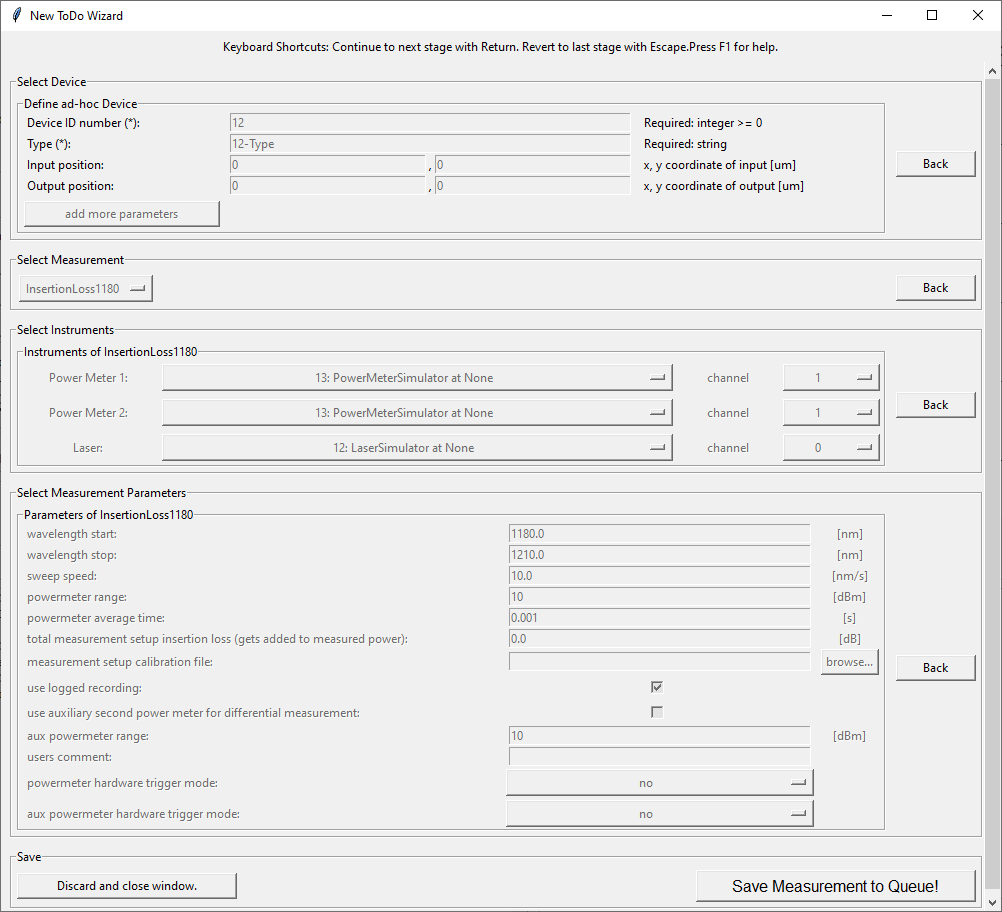 New ToDo Wizard
Keyboard Shortcuts: Continue to next stage with Return. Revert to last stage with Escape.Press F1 for help.
Select Device
Define ad-hoc Device
Device ID number (*): 12 Required: integer >= 0
Type (*): 12-Type Required: string
Input position: 0 , 0 x, y coordinate of input [um]
Back
Output position: 0 , 0 x, y coordinate of output [um]
add more parameters
Select Measurement
InsertionLoss1180 Back
Select Instruments
Instruments of InsertionLoss1180
Power Meter 1: 13: PowerMeterSimulator at None channel 1
Back
Power Meter 2: 13: PowerMeterSimulator at None channel 1
Laser: 12: LaserSimulator at None channel 0
Select Measurement Parameters
Parameters of InsertionLoss1180
wavelength start: 1180.0 [nm]
wavelength stop: 1210.0 [nm]
sweep speed: 10.0 [nm/s]
powermeter range: 10 [dBm]
powermeter average time: 0.001 [s]
total measurement setup insertion loss (gets added to measured power): 0.0 [dB]
measurement setup calibration file: browse...
Back
use logged recording:
use auxiliary second power meter for differential measurement:
aux powermeter range: 10 [dBm]
users comment:
powermeter hardware trigger mode: no
aux powermeter hardware trigger mode: no
Save
Discard and close window. Save Measurement to Queue!